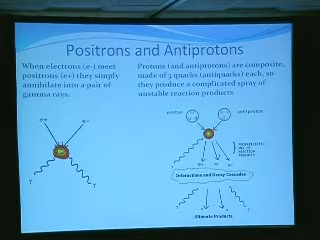 Positrons and Antiprotons
When electrons (e-) meet
positrons (e+) they simply
annihilate into a pair of
gamma rays.
Protons (and antiprotons) are composite,
made of 3 quarks (antiquarks) each, so
they produce a complicated spray of
unstable reaction products
proton
antiproton
e+
e-
γ
γ
REACTION
PRODUCTS
Interactions and Decay Cascades
Ultimate Products